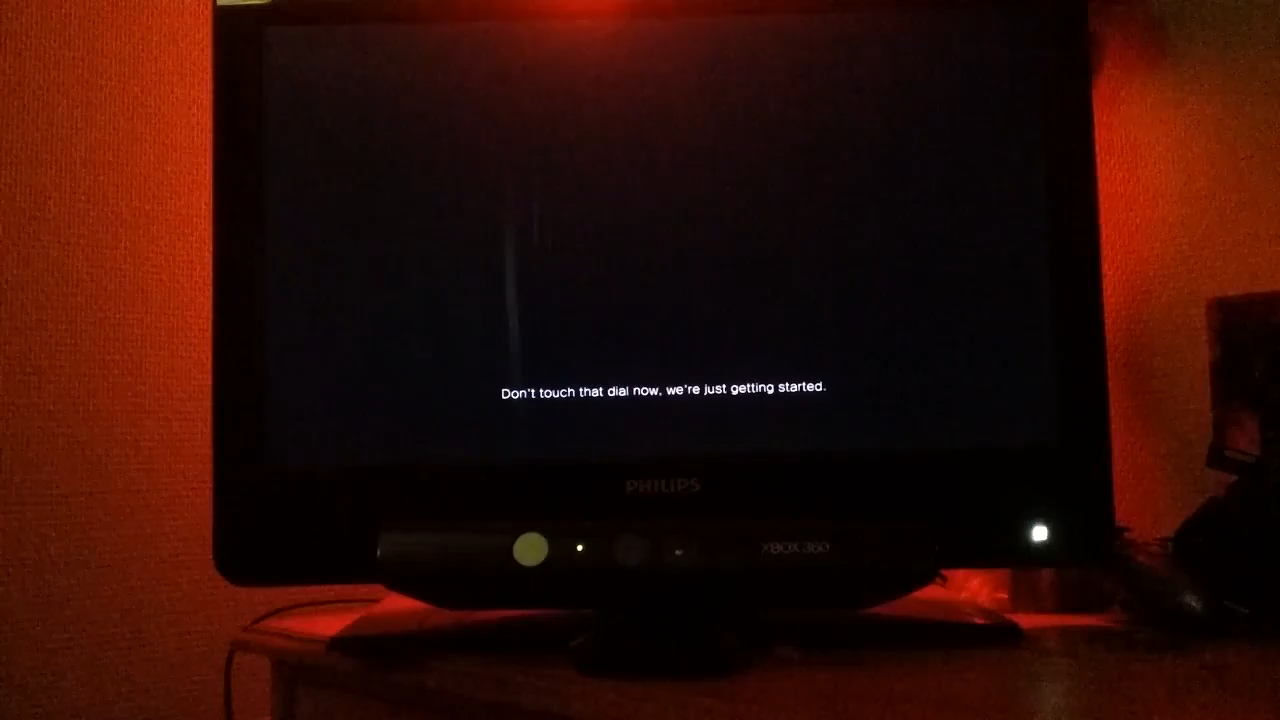 Don't touch that dial now, we're just getting started.
PHILIPS
XBOX 360